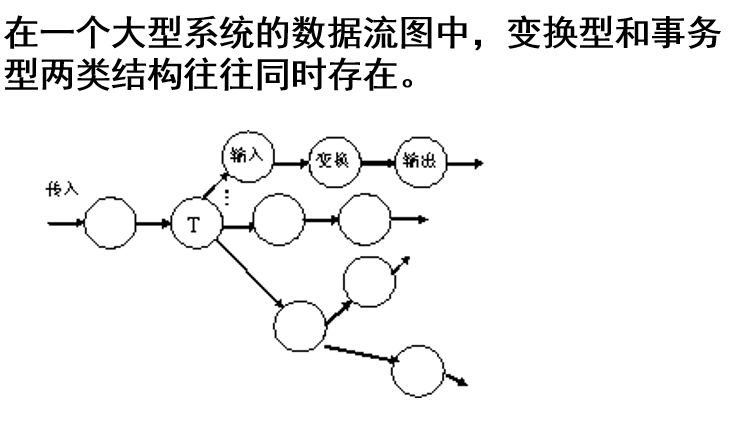 在一个大型系统的数据流图中，变换型和事务
型两类结构往往同时存在。
输入
变换
输出
传入
T